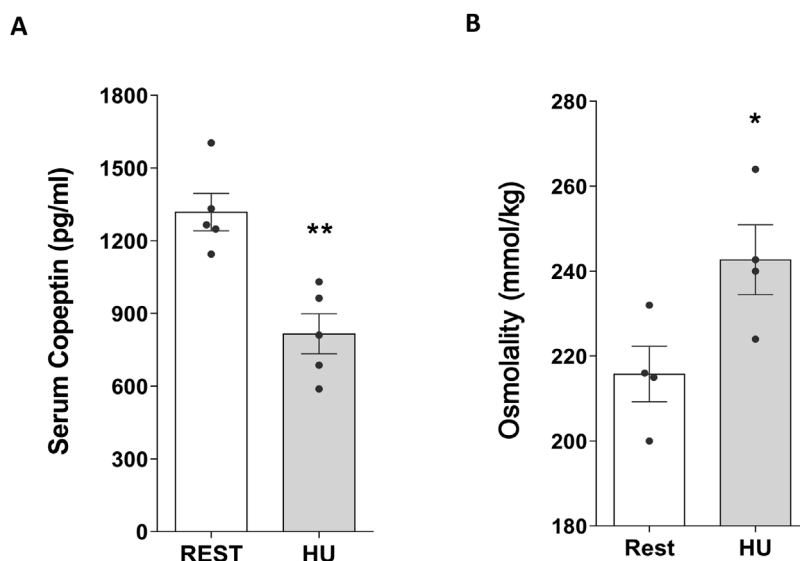 A
Serum Copeptin (pg/ml)
1800
1500
1200
900
600
300
0
**
REST HU
B
Osmolality (mmol/kg)
280
260
240
220
200
180
*
Rest HU